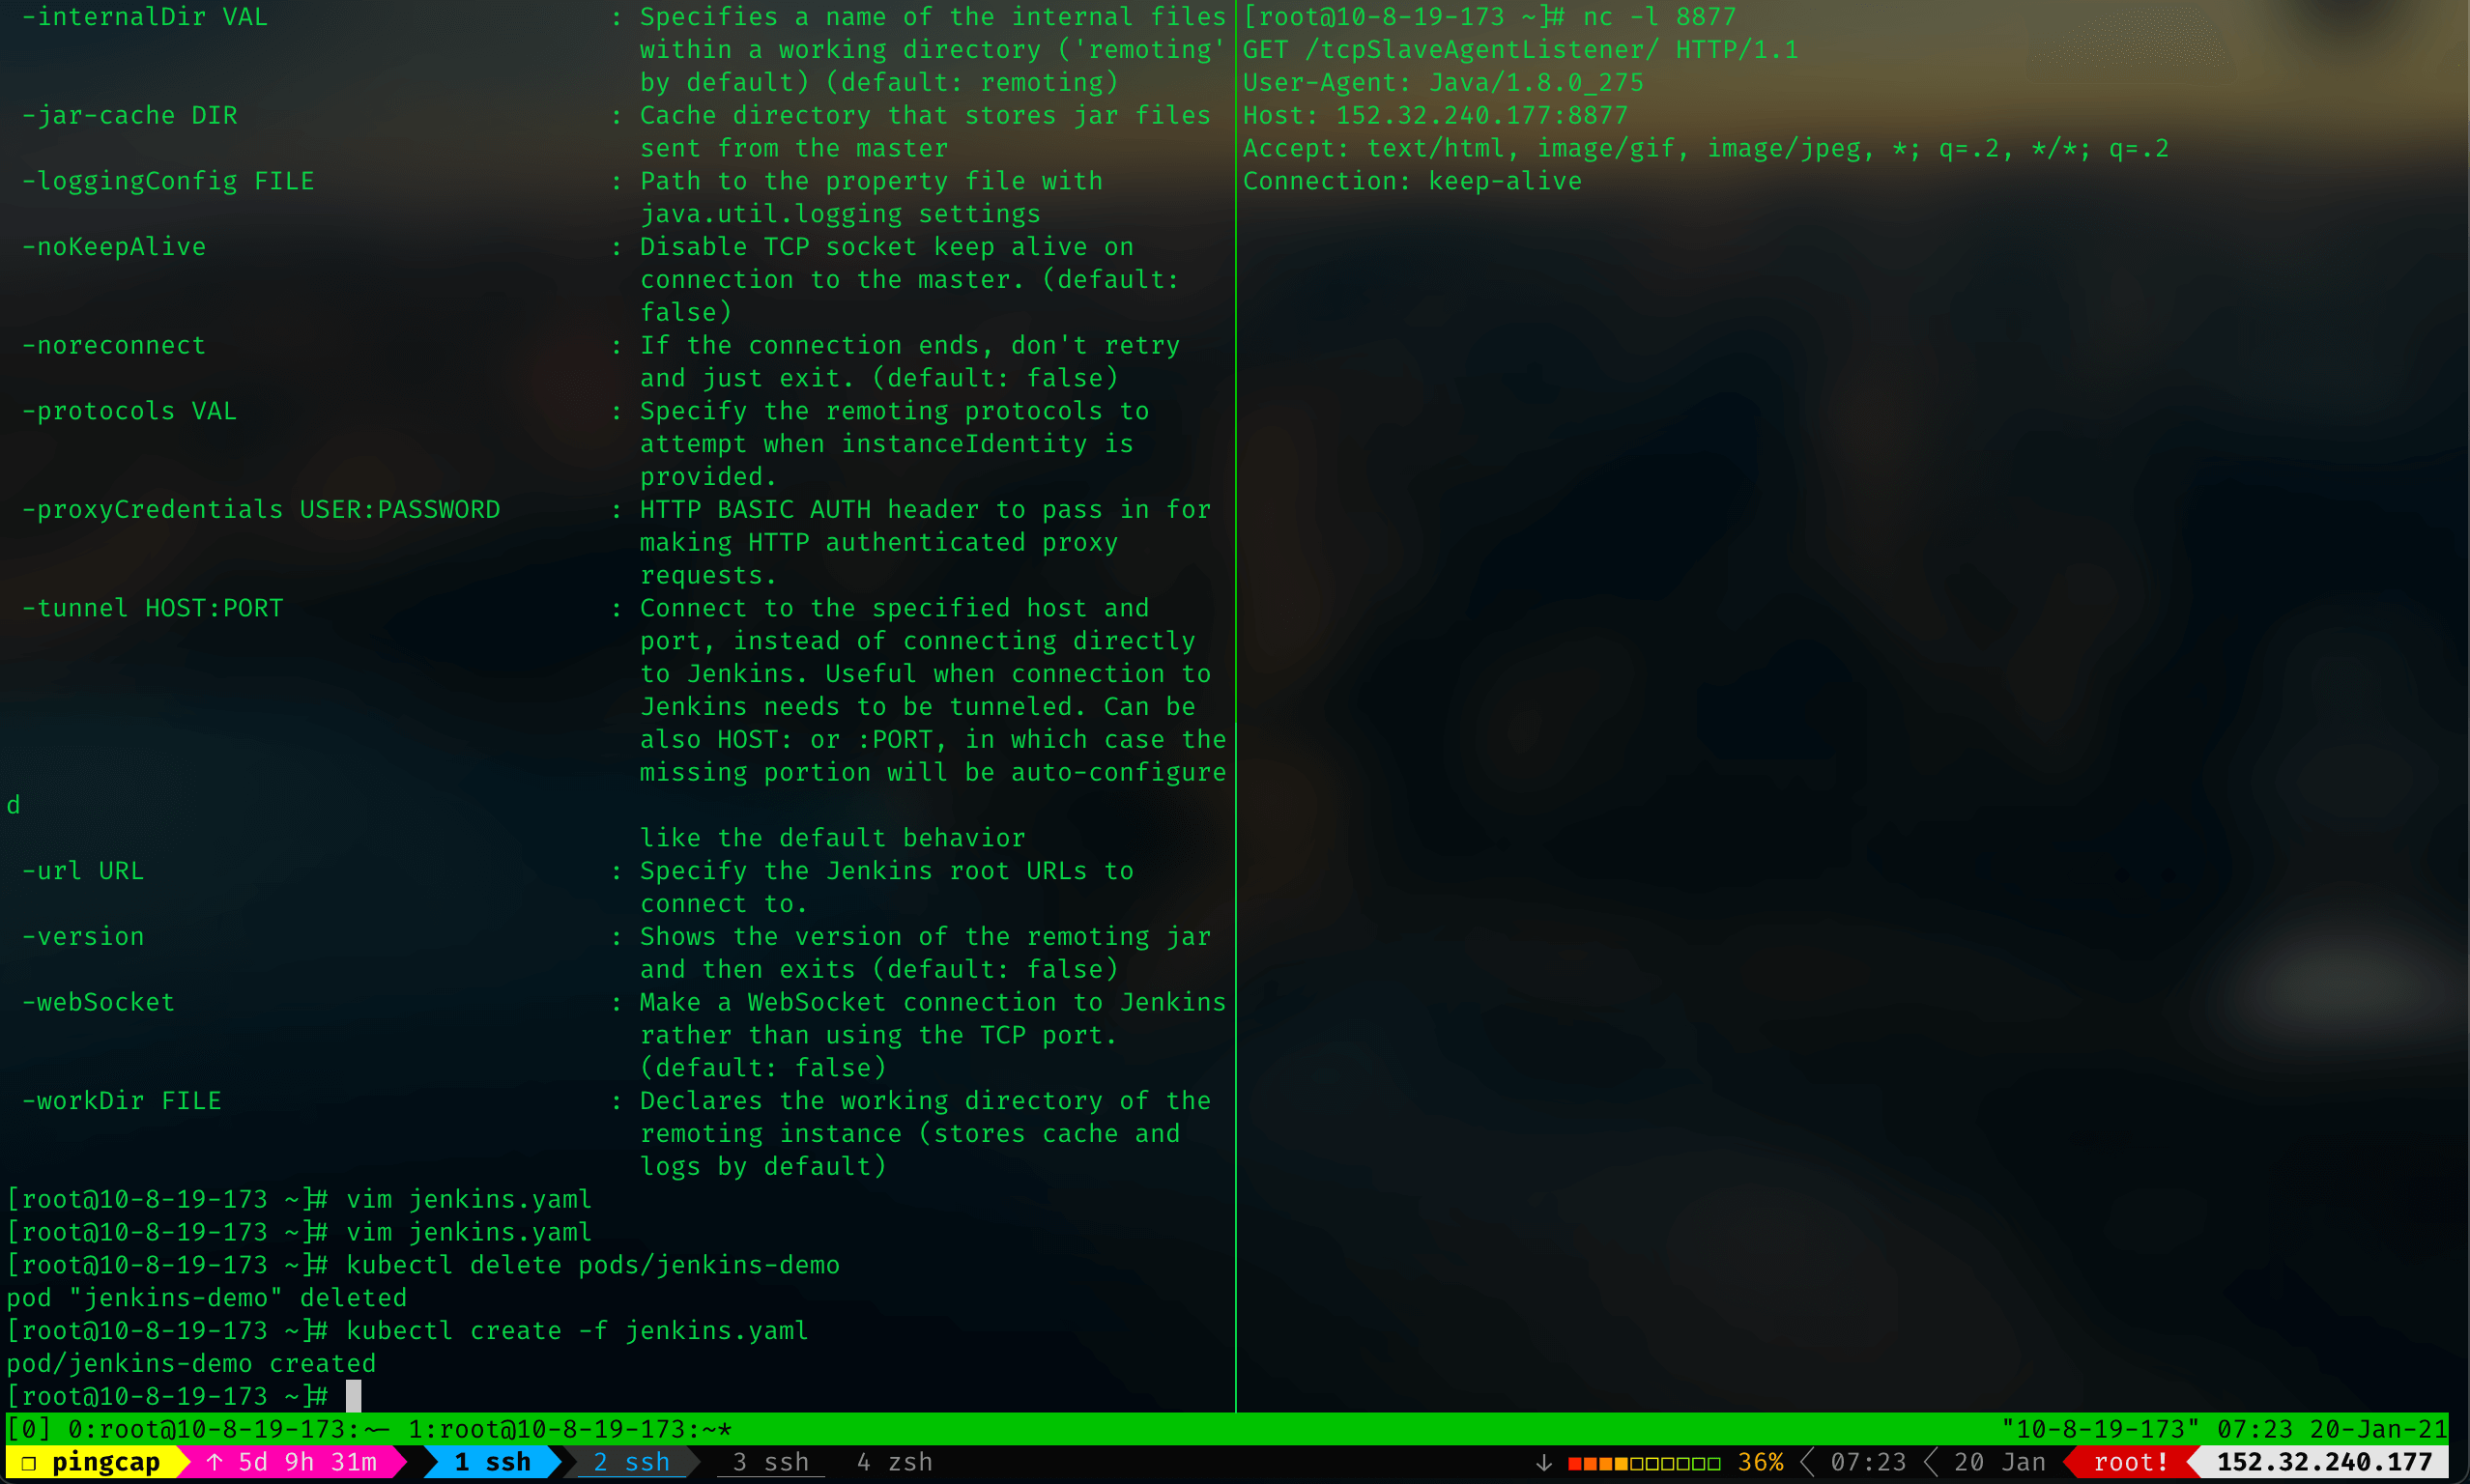 -internalDir VAL : Specifies a name of the internal files
within a working directory ('remoting'
by default) (default: remoting)
-jar-cache DIR : Cache directory that stores jar files
sent from the master
-loggingConfig FILE : Path to the property file with
java.util.logging settings
-noKeepAlive : Disable TCP socket keep alive on
connection to the master. (default:
false)
-noreconnect : If the connection ends, don't retry
and just exit. (default: false)
-protocols VAL : Specify the remoting protocols to
attempt when instanceIdentity is
provided.
-proxyCredentials USER:PASSWORD : HTTP BASIC AUTH header to pass in for
making HTTP authenticated proxy
requests.
-tunnel HOST:PORT : Connect to the specified host and
port, instead of connecting directly
to Jenkins. Useful when connection to
Jenkins needs to be tunneled. Can be
also HOST: or :PORT, in which case the
missing portion will be auto-configure
d
like the default behavior
-url URL : Specify the Jenkins root URLs to
connect to.
-version : Shows the version of the remoting jar
and then exits (default: false)
-webSocket : Make a WebSocket connection to Jenkins
rather than using the TCP port.
(default: false)
-workDir FILE : Declares the working directory of the
remoting instance (stores cache and
logs by default)
[root@10-8-19-173 ~]# vim jenkins.yaml
[root@10-8-19-173 ~]# vim jenkins.yaml
[root@10-8-19-173 ~]# kubectl delete pods/jenkins-demo
pod "jenkins-demo" deleted
[root@10-8-19-173 ~]# kubectl create -f jenkins.yaml
pod/jenkins-demo created
[root@10-8-19-173 ~]#
[root@10-8-19-173 ~]# nc -l 8877
GET /tcpSlaveAgentListener/ HTTP/1.1
User-Agent: Java/1.8.0_275
Host: 152.32.240.177:8877
Accept: text/html, image/gif, image/jpeg, *; q=.2, */*; q=.2
Connection: keep-alive
[0] 0:root@10-8-19-173:~- 1:root@10-8-19-173:~* "10-8-19-173" 07:23 20-Jan-21
❐ pingcap ↑ 5d 9h 31m 1 ssh 2 ssh 3 ssh 4 zsh ↓ 36% 07:23 20 Jan root! 152.32.240.177